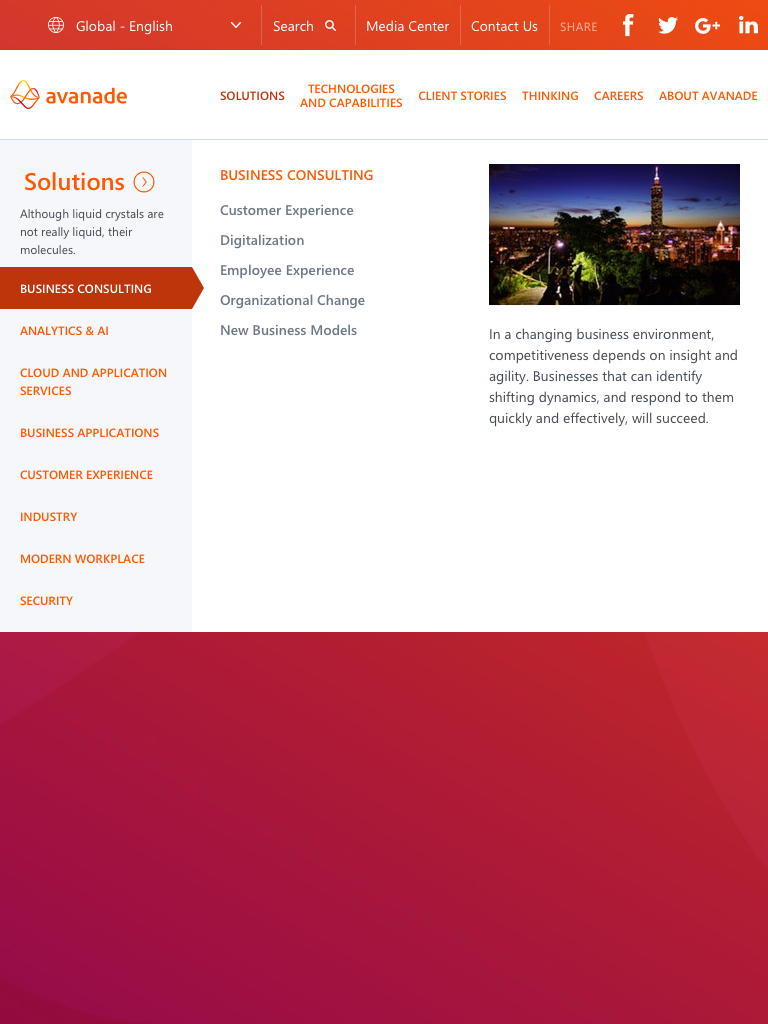 Global - English
Search
Media Center
Contact Us
SHARE
f
G+
in
avanade
SOLUTIONS
TECHNOLOGIES
AND CAPABILITIES
CLIENT STORIES
THINKING
CAREERS
ABOUT AVANADE
Solutions
Although liquid crystals are
not really liquid, their
molecules.
BUSINESS CONSULTING
ANALYTICS & AI
CLOUD AND APPLICATION
SERVICES
BUSINESS APPLICATIONS
CUSTOMER EXPERIENCE
INDUSTRY
MODERN WORKPLACE
SECURITY
BUSINESS CONSULTING
Customer Experience
Digitalization
Employee Experience
Organizational Change
New Business Models
In a changing business environment,
competitiveness depends on insight and
agility. Businesses that can identify
shifting dynamics, and respond to them
quickly and effectively, will succeed.